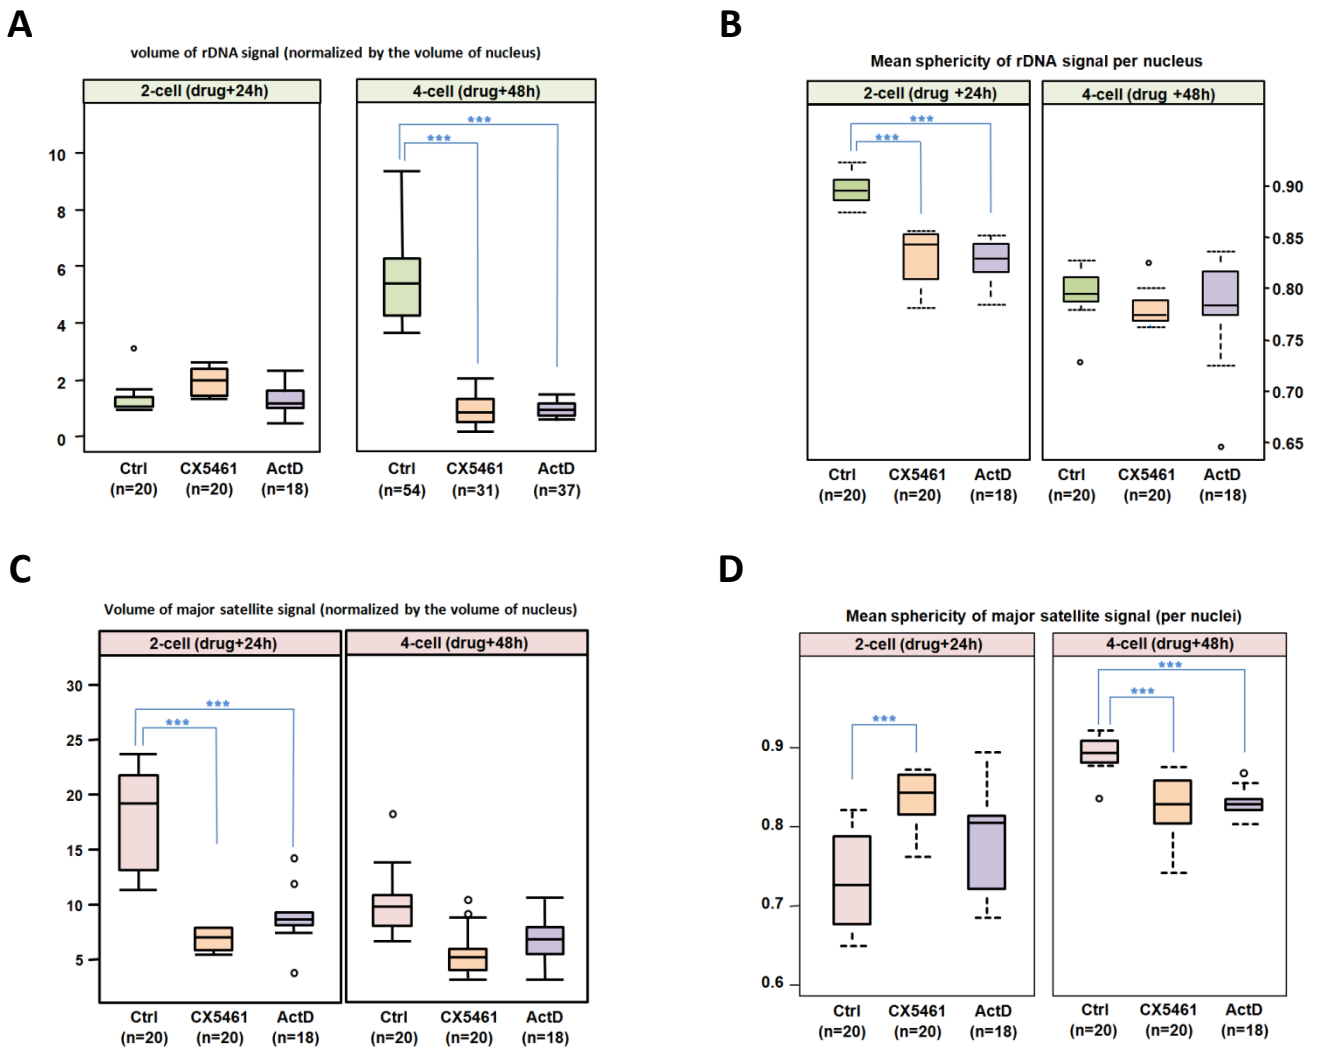 A
volume of rDNA signal (normalized by the volume of nucleus)
2-cell (drug+24h)
4-cell (drug+48h)
10
8
6
4
2
0
***
***
Ctrl
(n=20)
CX5461
(n=20)
ActD
(n=18)
Ctrl
(n=54)
CX5461
(n=31)
ActD
(n=37)
B
Mean sphericity of rDNA signal per nucleus
2-cell (drug +24h)
4-cell (drug +48h)
***
***
0.90
0.85
0.80
0.75
0.70
0.65
Ctrl
(n=20)
CX5461
(n=20)
ActD
(n=18)
Ctrl
(n=20)
CX5461
(n=20)
ActD
(n=18)
C
Volume of major satellite signal (normalized by the volume of nucleus)
2-cell (drug+24h)
4-cell (drug+48h)
30
25
20
15
10
5
***
***
Ctrl
(n=20)
CX5461
(n=20)
ActD
(n=18)
Ctrl
(n=20)
CX5461
(n=20)
ActD
(n=18)
D
Mean sphericity of major satellite signal (per nuclei)
2-cell (drug+24h)
4-cell (drug+48h)
***
***
***
0.9
0.8
0.7
0.6
Ctrl
(n=20)
CX5461
(n=20)
ActD
(n=18)
Ctrl
(n=20)
CX5461
(n=20)
ActD
(n=18)